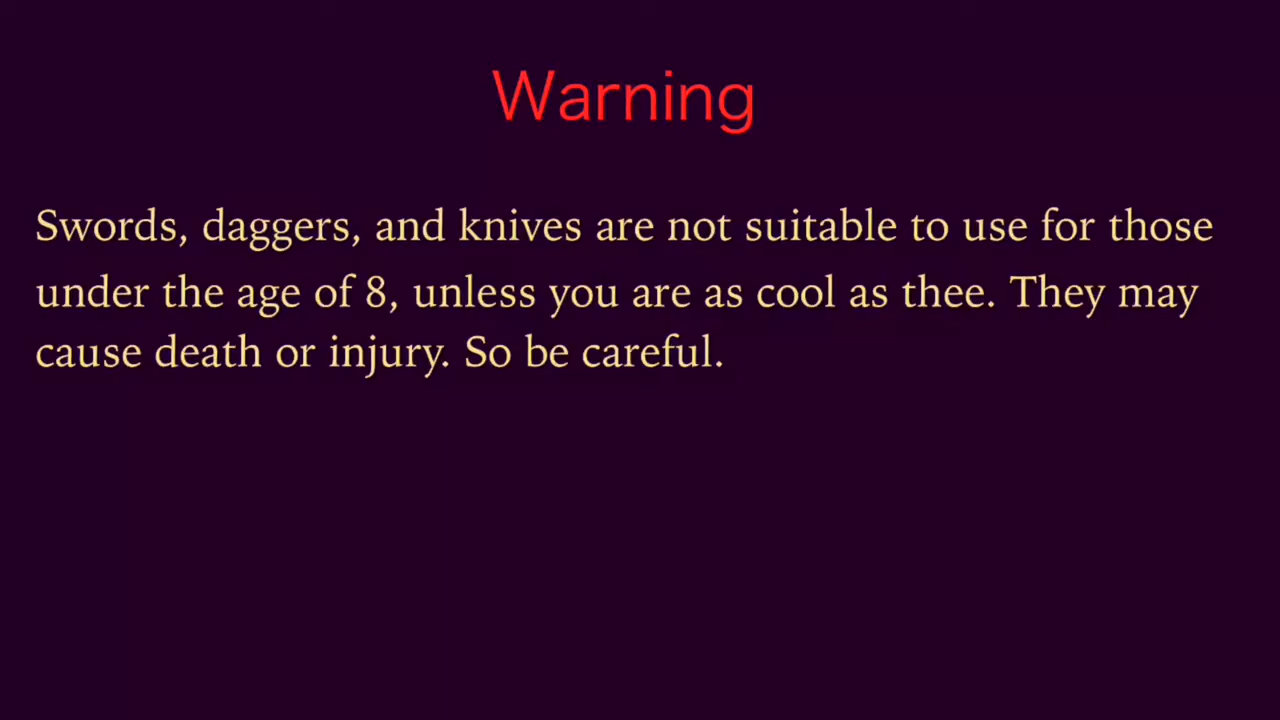 Warning
Swords, daggers, and knives are not suitable to use for those
under the age of 8, unless you are as cool as thee. They may
cause death or injury. So be careful.